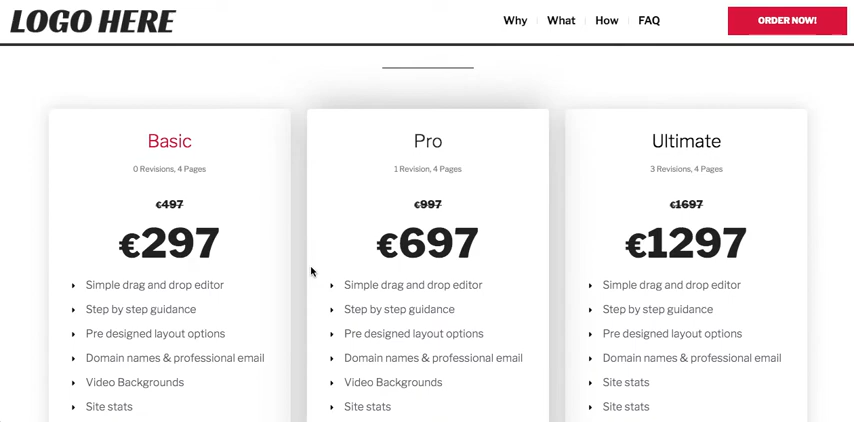 LOGO HERE
Why
What
How
FAQ
ORDER NOW!
Basic
0 Revisions, 4 Pages
€497
€297
Simple drag and drop editor
Step by step guidance
Pre designed layout options
Domain names & professional email
Video Backgrounds
Site stats
Pro
1 Revision, 4 Pages
€997
€697
Simple drag and drop editor
Step by step guidance
Pre designed layout options
Domain names & professional email
Video Backgrounds
Site stats
Ultimate
3 Revisions, 4 Pages
€1697
€1297
Simple drag and drop editor
Step by step guidance
Pre designed layout options
Domain names & professional email
Site stats
Site stats